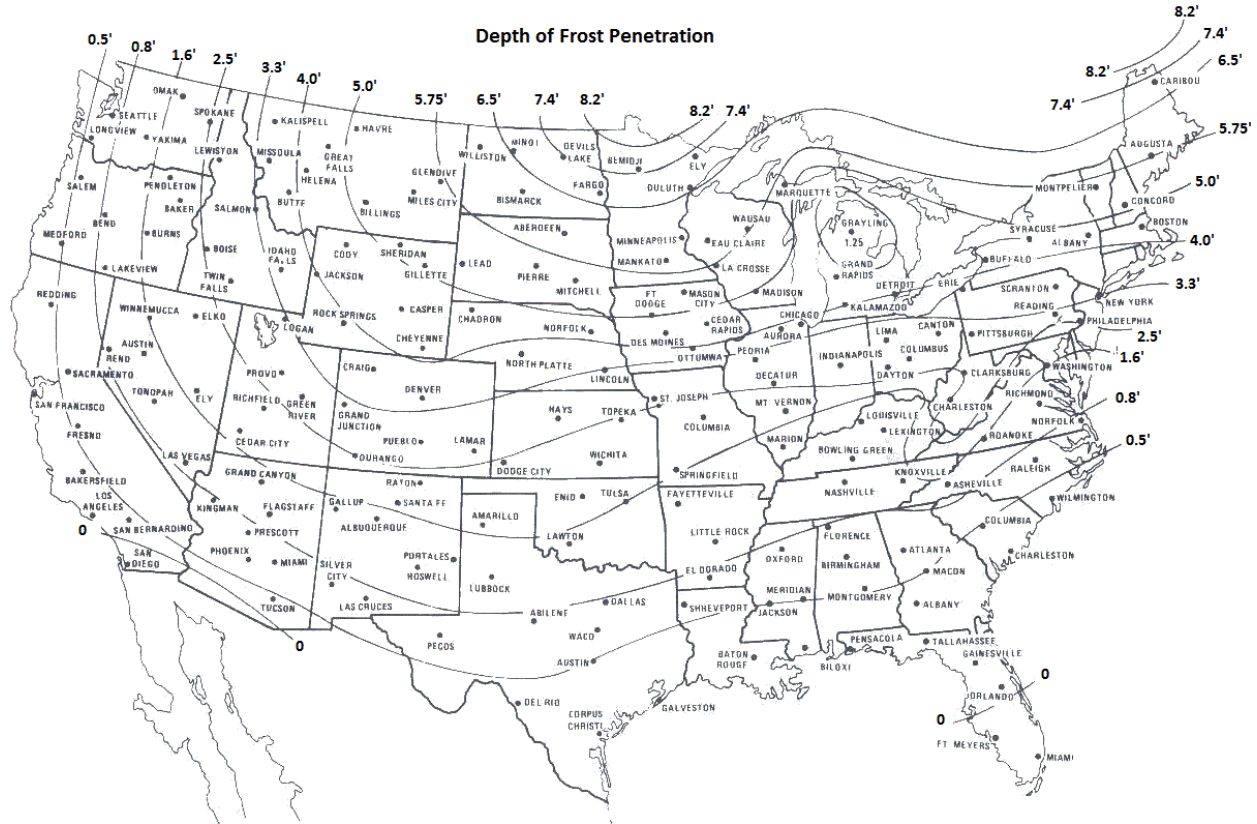 Depth of Frost Penetration
8.2'
7.4'
6.5'
0.5'
0.8'
1.6'
2.5'
3.3'
4.0'
5.0'
5.75'
6.5'
7.4'
8.2'
8.2'
7.4'
8.2'
7.4'
5.75'
5.0'
4.0'
3.3'
2.5'
1.6'
0.8'
0.5'
0
0
0
0
OMAK
SEATTLE
SPOKANE
LONGVIEW
YAKIMA
LEWISTON
KALISPELL
HAVRE
MISSOULA
GREAT
FALLS
HELENA
GLENDIVE
BUTTE
MILES CITY
BILLINGS
WILLISTON
MINOT
DEVILS
LAKE
FARGO
BISMARCK
BEMIDJI
ELY
DULUTH
CARIBOU
AUGUSTA
MONTPELIER
CONCORD
BOSTON
SALEM
PENDLETON
BAKER
SALMON
BEND
MEDFORD
BURNS
BOISE
IDAHO
FALLS
LAKEVIEW
TWIN
FALLS
CODY
SHERIDAN
JACKSON
GILLETTE
CASPER
ROCK SPRINGS
CHEYENNE
ABERDEEN
LEAD
PIERRE
MITCHELL
MINNEAPOLIS
MANKATO
MARQUETTE
WAUSAU
EAU CLAIRE
LA CROSSE
MADISON
GRAYLING
1.25
GRAND
RAPIDS
DETROIT
KALAMAZOO
SYRACUSE
ALBANY
BUFFALO
ERIE
SCRANTON
READING
NEW YORK
PHILADELPHIA
PITTSBURGH
REDDING
WINNEMUCCA
ELKO
LOGAN
RENO
AUSTIN
SACRAMENTO
TONOPAH
ELY
PROVO
RICHFIELD
GREEN
RIVER
CEDAR CITY
CRAIG
DENVER
GRAND
JUNCTION
PUEBLO
LAMAR
DURANGO
CHADRON
NORFOLK
NORTH PLATTE
LINCOLN
FT
DODGE
MASON
CITY
CEDAR
RAPIDS
DES MOINES
OTTUMWA
CHICAGO
AURORA
PEORIA
DECATUR
MT. VERNON
MARION
LIMA
CANTON
COLUMBUS
DAYTON
INDIANAPOLIS
CLARKSBURG
CHARLESTON
WASHINGTON
RICHMOND
NORFOLK
ROANOKE
LOUISVILLE
LEXINGTON
BOWLING GREEN
SAN FRANCISCO
FRESNO
BAKERSFIELD
LOS
ANGELES
SAN BERNARDINO
SAN
DIEGO
LAS VEGAS
GRAND CANYON
KINGMAN
FLAGSTAFF
PRESCOTT
PHOENIX
MIAMI
TUCSON
RATON
GALLUP
SANTA FE
ALBUQUERQUE
PORTALES
ROSWELL
SILVER
CITY
LAS CRUCES
HAYS
TOPEKA
DODGE CITY
WICHITA
ST. JOSEPH
COLUMBIA
SPRINGFIELD
ENID
TULSA
LAWTON
AMARILLO
LUBBOCK
ABILENE
DALLAS
WACO
PECOS
AUSTIN
DEL RIO
CORPUS
CHRISTI
GALVESTON
FAYETTEVILLE
LITTLE ROCK
EL DORADO
SHHEVEPORT
BATON
ROUGE
NASHVILLE
KNOXVILLE
ASHEVILLE
RALEIGH
WILMINGTON
COLUMBIA
CHARLESTON
OXFORD
MERIDIAN
JACKSON
BILOXI
FLORENCE
BIRMINGHAM
MONTGOMERY
ATLANTA
MACON
ALBANY
PENSACOLA
TALLAHASSEE
GAINESVILLE
ORLANDO
FT MEYERS
MIAMI